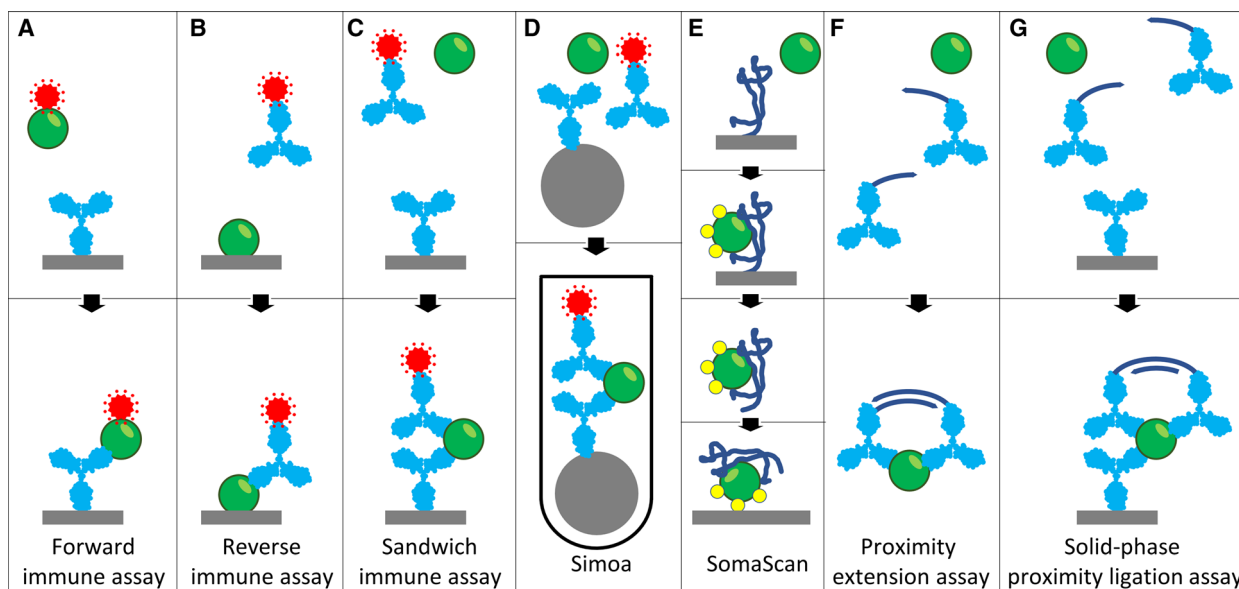 A
B
C
D
E
F
G
Forward
immune assay
Reverse
immune assay
Sandwich
immune assay
Simoa
SomaScan
Proximity
extension assay
Solid-phase
proximity ligation assay